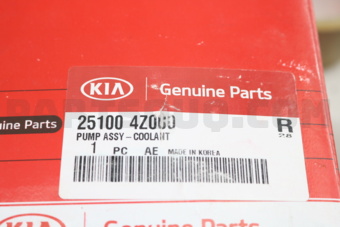 KIA Genuine Parts
uine Parts
25100 4Z000
PUMP ASSY-COOLANT
R
1 PC AE MADE IN KOREA
KIA Genuine Parts